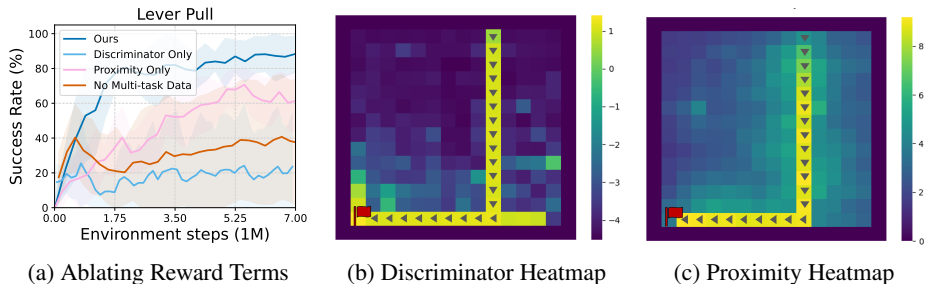 Lever Pull
Success Rate (%)
100
80
60
40
20
0
Ours
Discriminator Only
Proximity Only
No Multi-task Data
0.00 1.75 3.50 5.25 7.00
Environment steps (1M)
1
0
−1
−2
−3
−4
8
6
4
2
0
(a) Ablating Reward Terms
(b) Discriminator Heatmap
(c) Proximity Heatmap